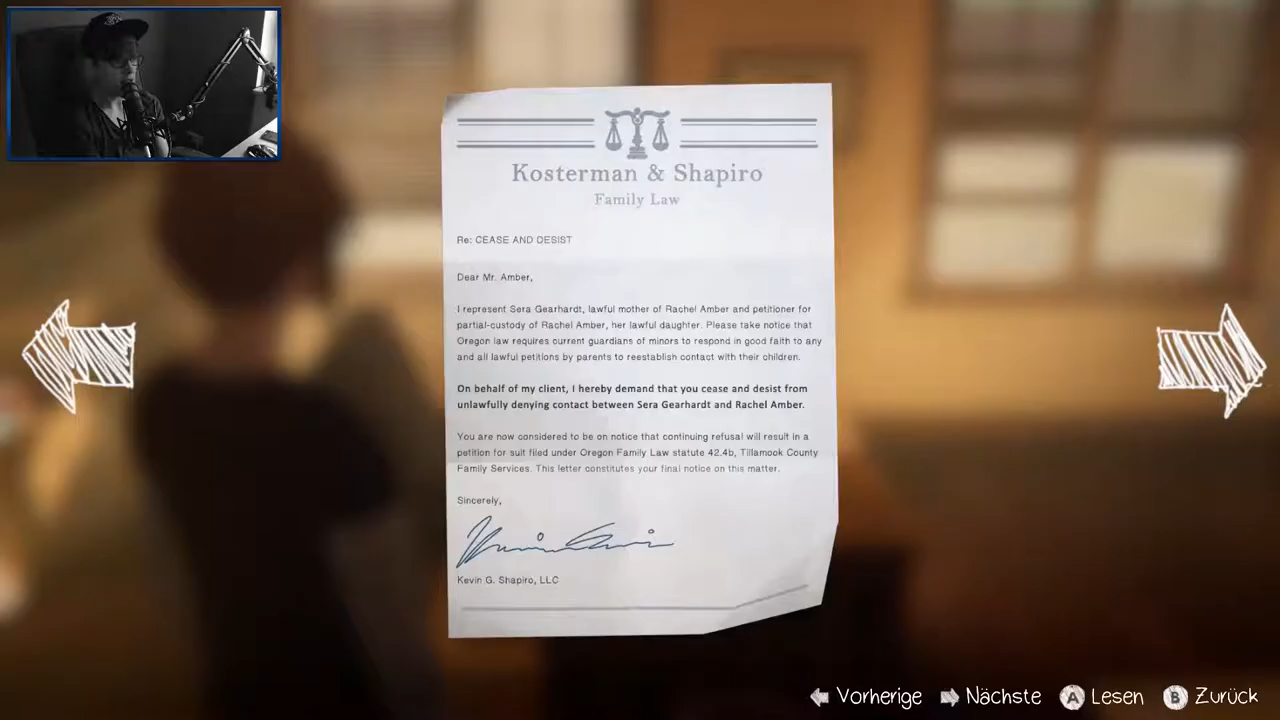 Kosterman & Shapiro
Family Law
Re: CEASE AND DESIST
Dear Mr. Amber,
I represent Sera Gearhardt, lawful mother of Rachel Amber and petitioner for
partial-custody of Rachel Amber, her lawful daughter. Please take notice that
Oregon law requires current guardians of minors to respond in good faith to any
and all lawful petitions by parents to reestablish contact with their children.
On behalf of my client, I hereby demand that you cease and desist from
unlawfully denying contact between Sera Gearhardt and Rachel Amber.
You are now considered to be on notice that continuing refusal will result in a
petition for suit filed under Oregon Family Law statute 42.4b, Tillamook County
Family Services. This letter constitutes your final notice on this matter.
Sincerely,
Kevin G. Shapiro, LLC
Vorherige Nächste A Lesen B Zurück